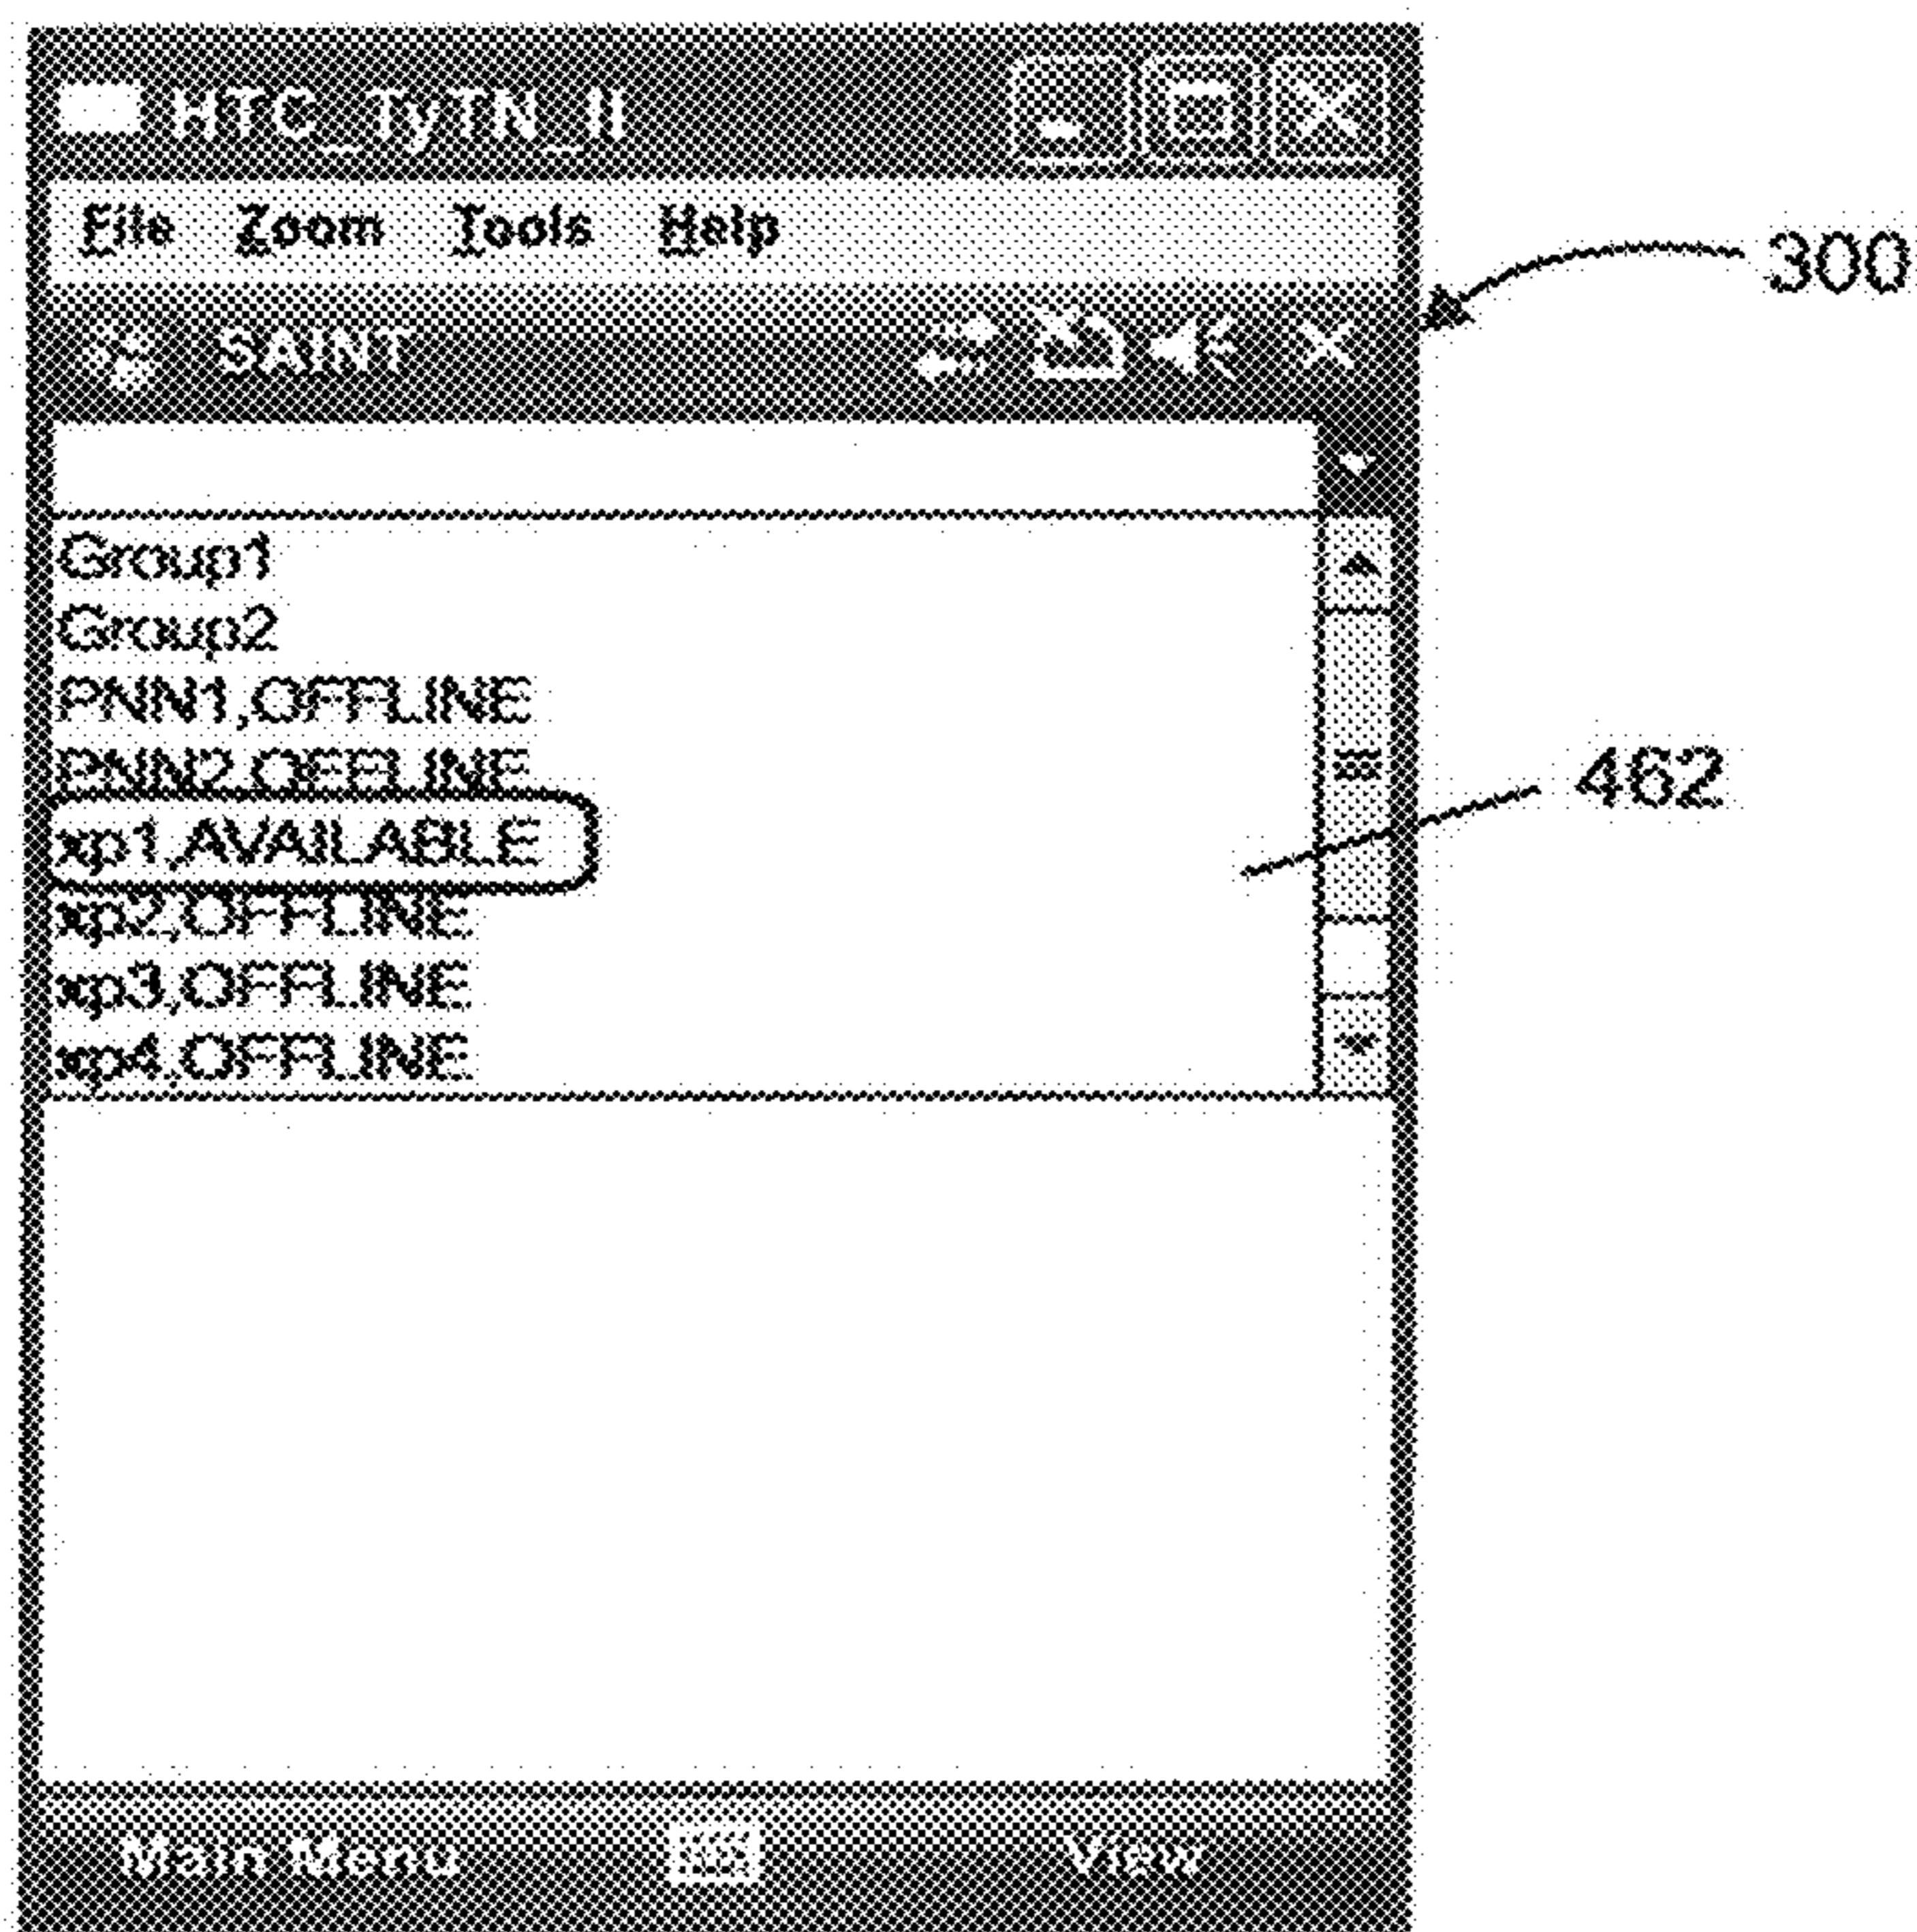 HTC_TyTN_II
File Zoom Tools Help
300
SAINT
Group1
Group2
PNN1,OFFLINE
PNN2,OFFLINE
462
xp1,AVAILABLE
xp2,OFFLINE
xp3,OFFLINE
xp4,OFFLINE
Main Menu View